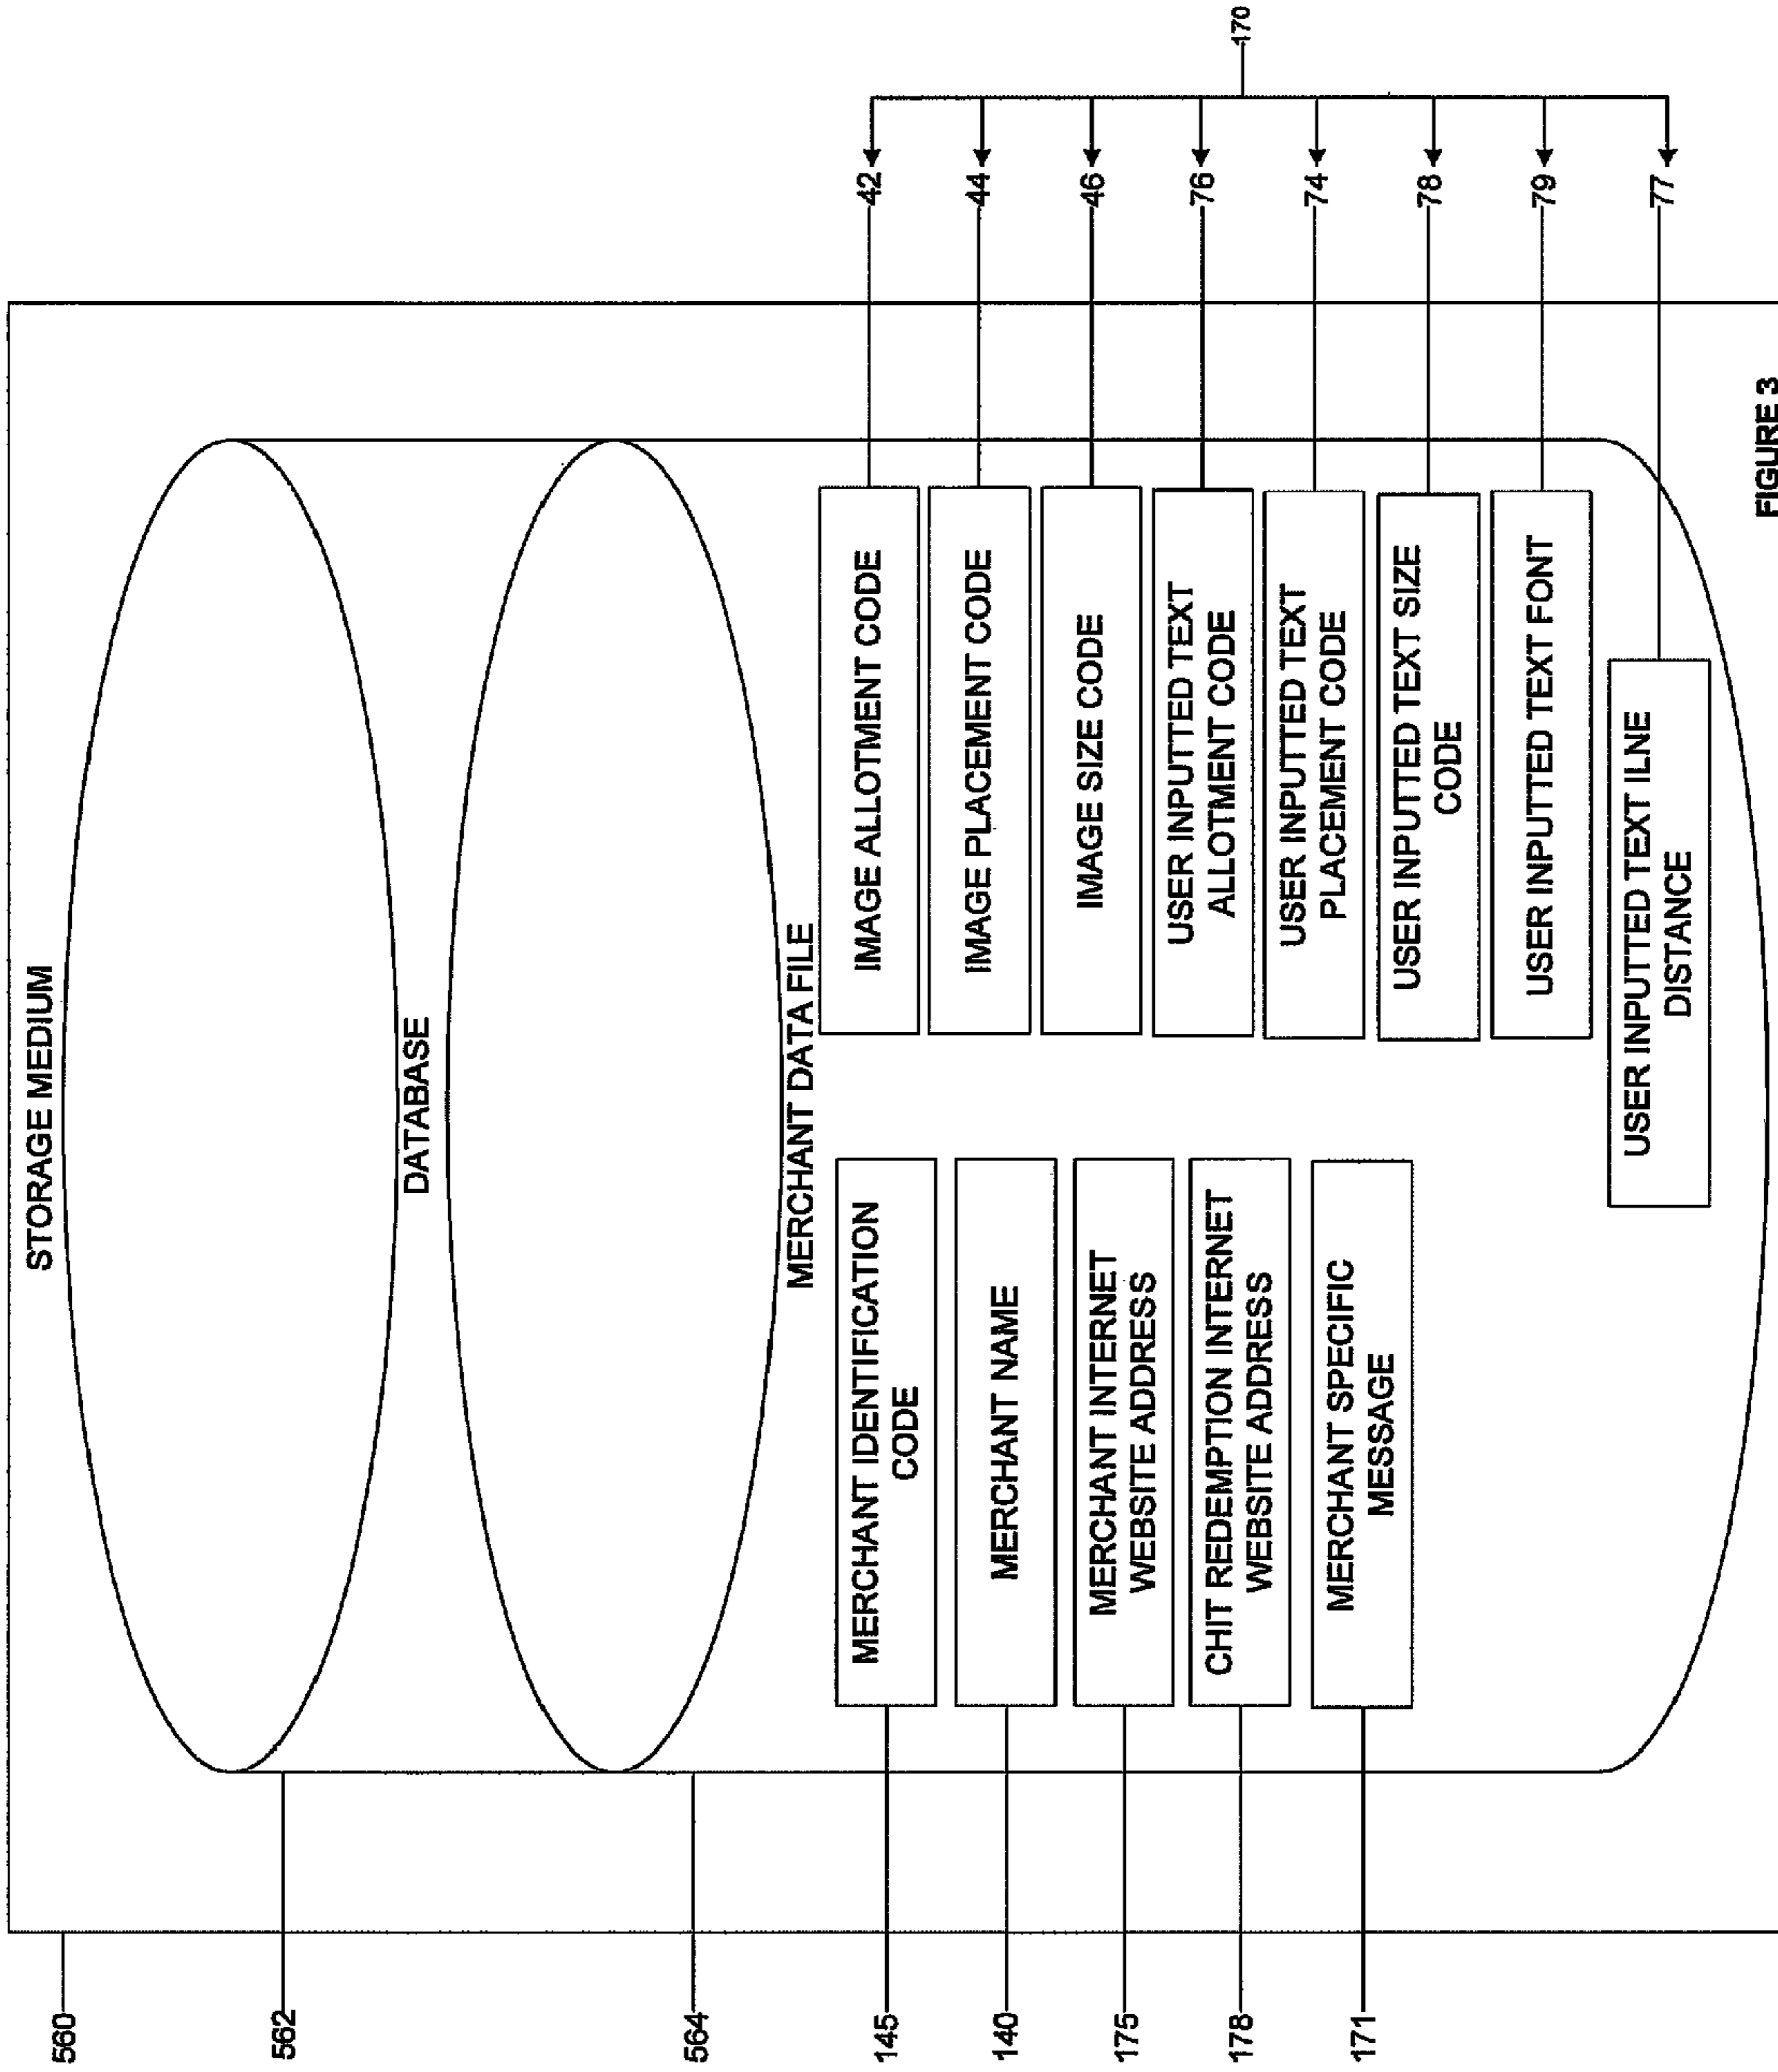 STORAGE MEDIUM
560
DATABASE
562
MERCHANT DATA FILE
564
MERCHANT IDENTIFICATION
CODE
145
MERCHANT NAME
140
MERCHANT INTERNET
WEBSITE ADDRESS
175
CHIT REDEMPTION INTERNET
WEBSITE ADDRESS
178
MERCHANT SPECIFIC
MESSAGE
171
IMAGE ALLOTMENT CODE
42
IMAGE PLACEMENT CODE
44
IMAGE SIZE CODE
46
USER INPUTTED TEXT
ALLOTMENT CODE
76
USER INPUTTED TEXT
PLACEMENT CODE
74
USER INPUTTED TEXT SIZE
CODE
78
USER INPUTTED TEXT FONT
79
USER INPUTTED TEXT ILNE
DISTANCE
77
170
FIGURE 3